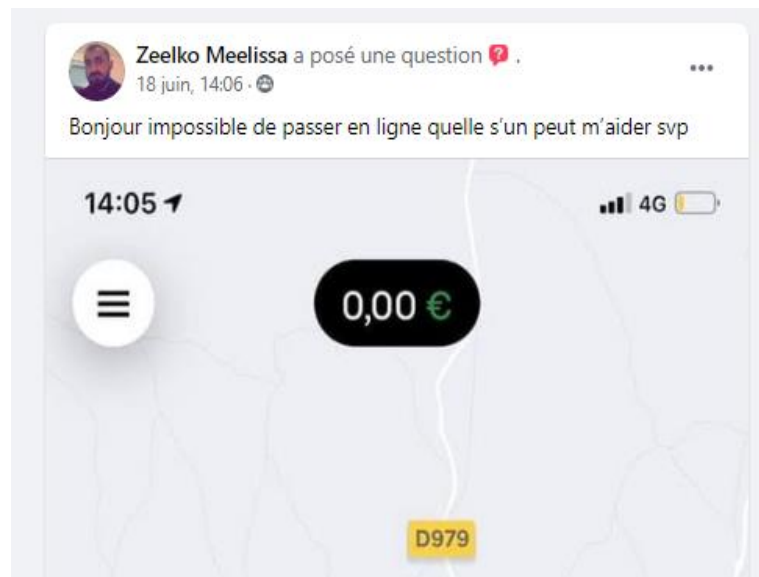 Zeelko Meelissa a posé une question .
18 juin, 14:06 ·
Bonjour impossible de passer en ligne quelle s'un peut m'aider svp
14:05 4G
0,00 €
D979